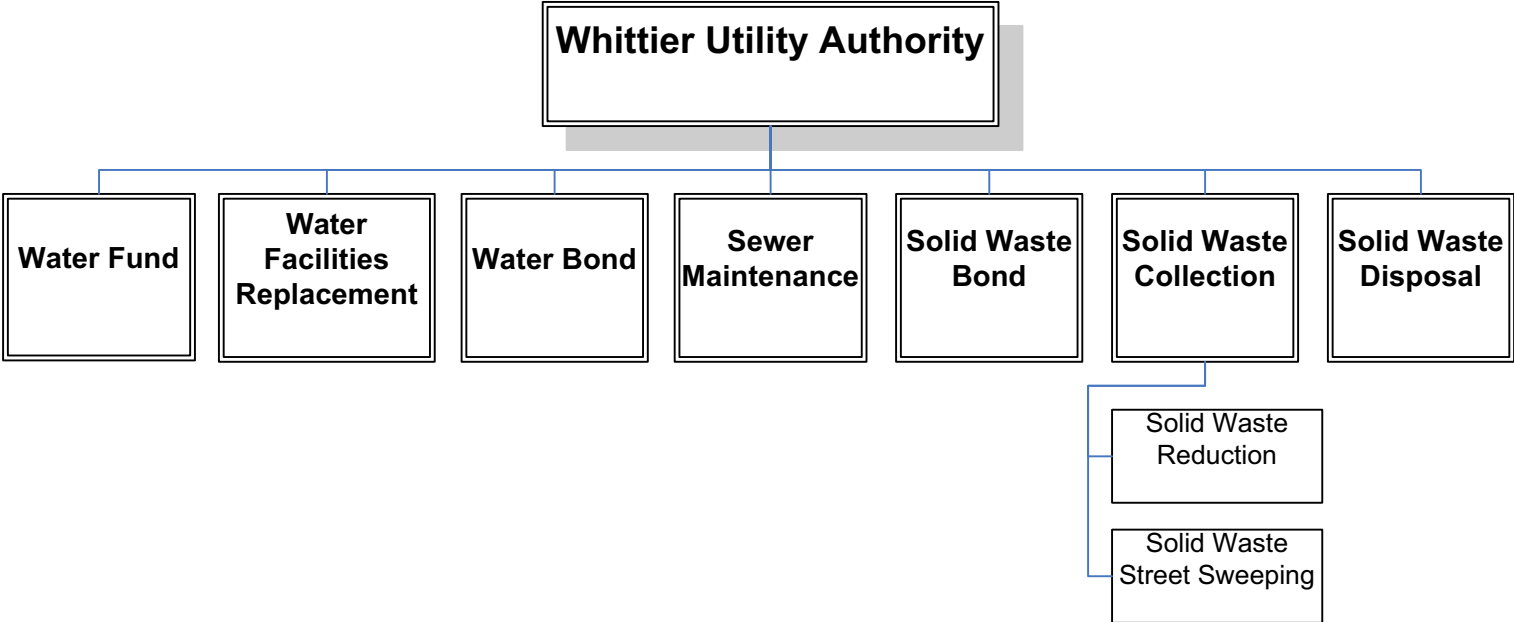 Whittier Utility Authority
Water Fund
Water
Facilities
Replacement
Water Bond
Sewer
Maintenance
Solid Waste
Bond
Solid Waste
Collection
Solid Waste
Disposal
Solid Waste
Reduction
Solid Waste
Street Sweeping